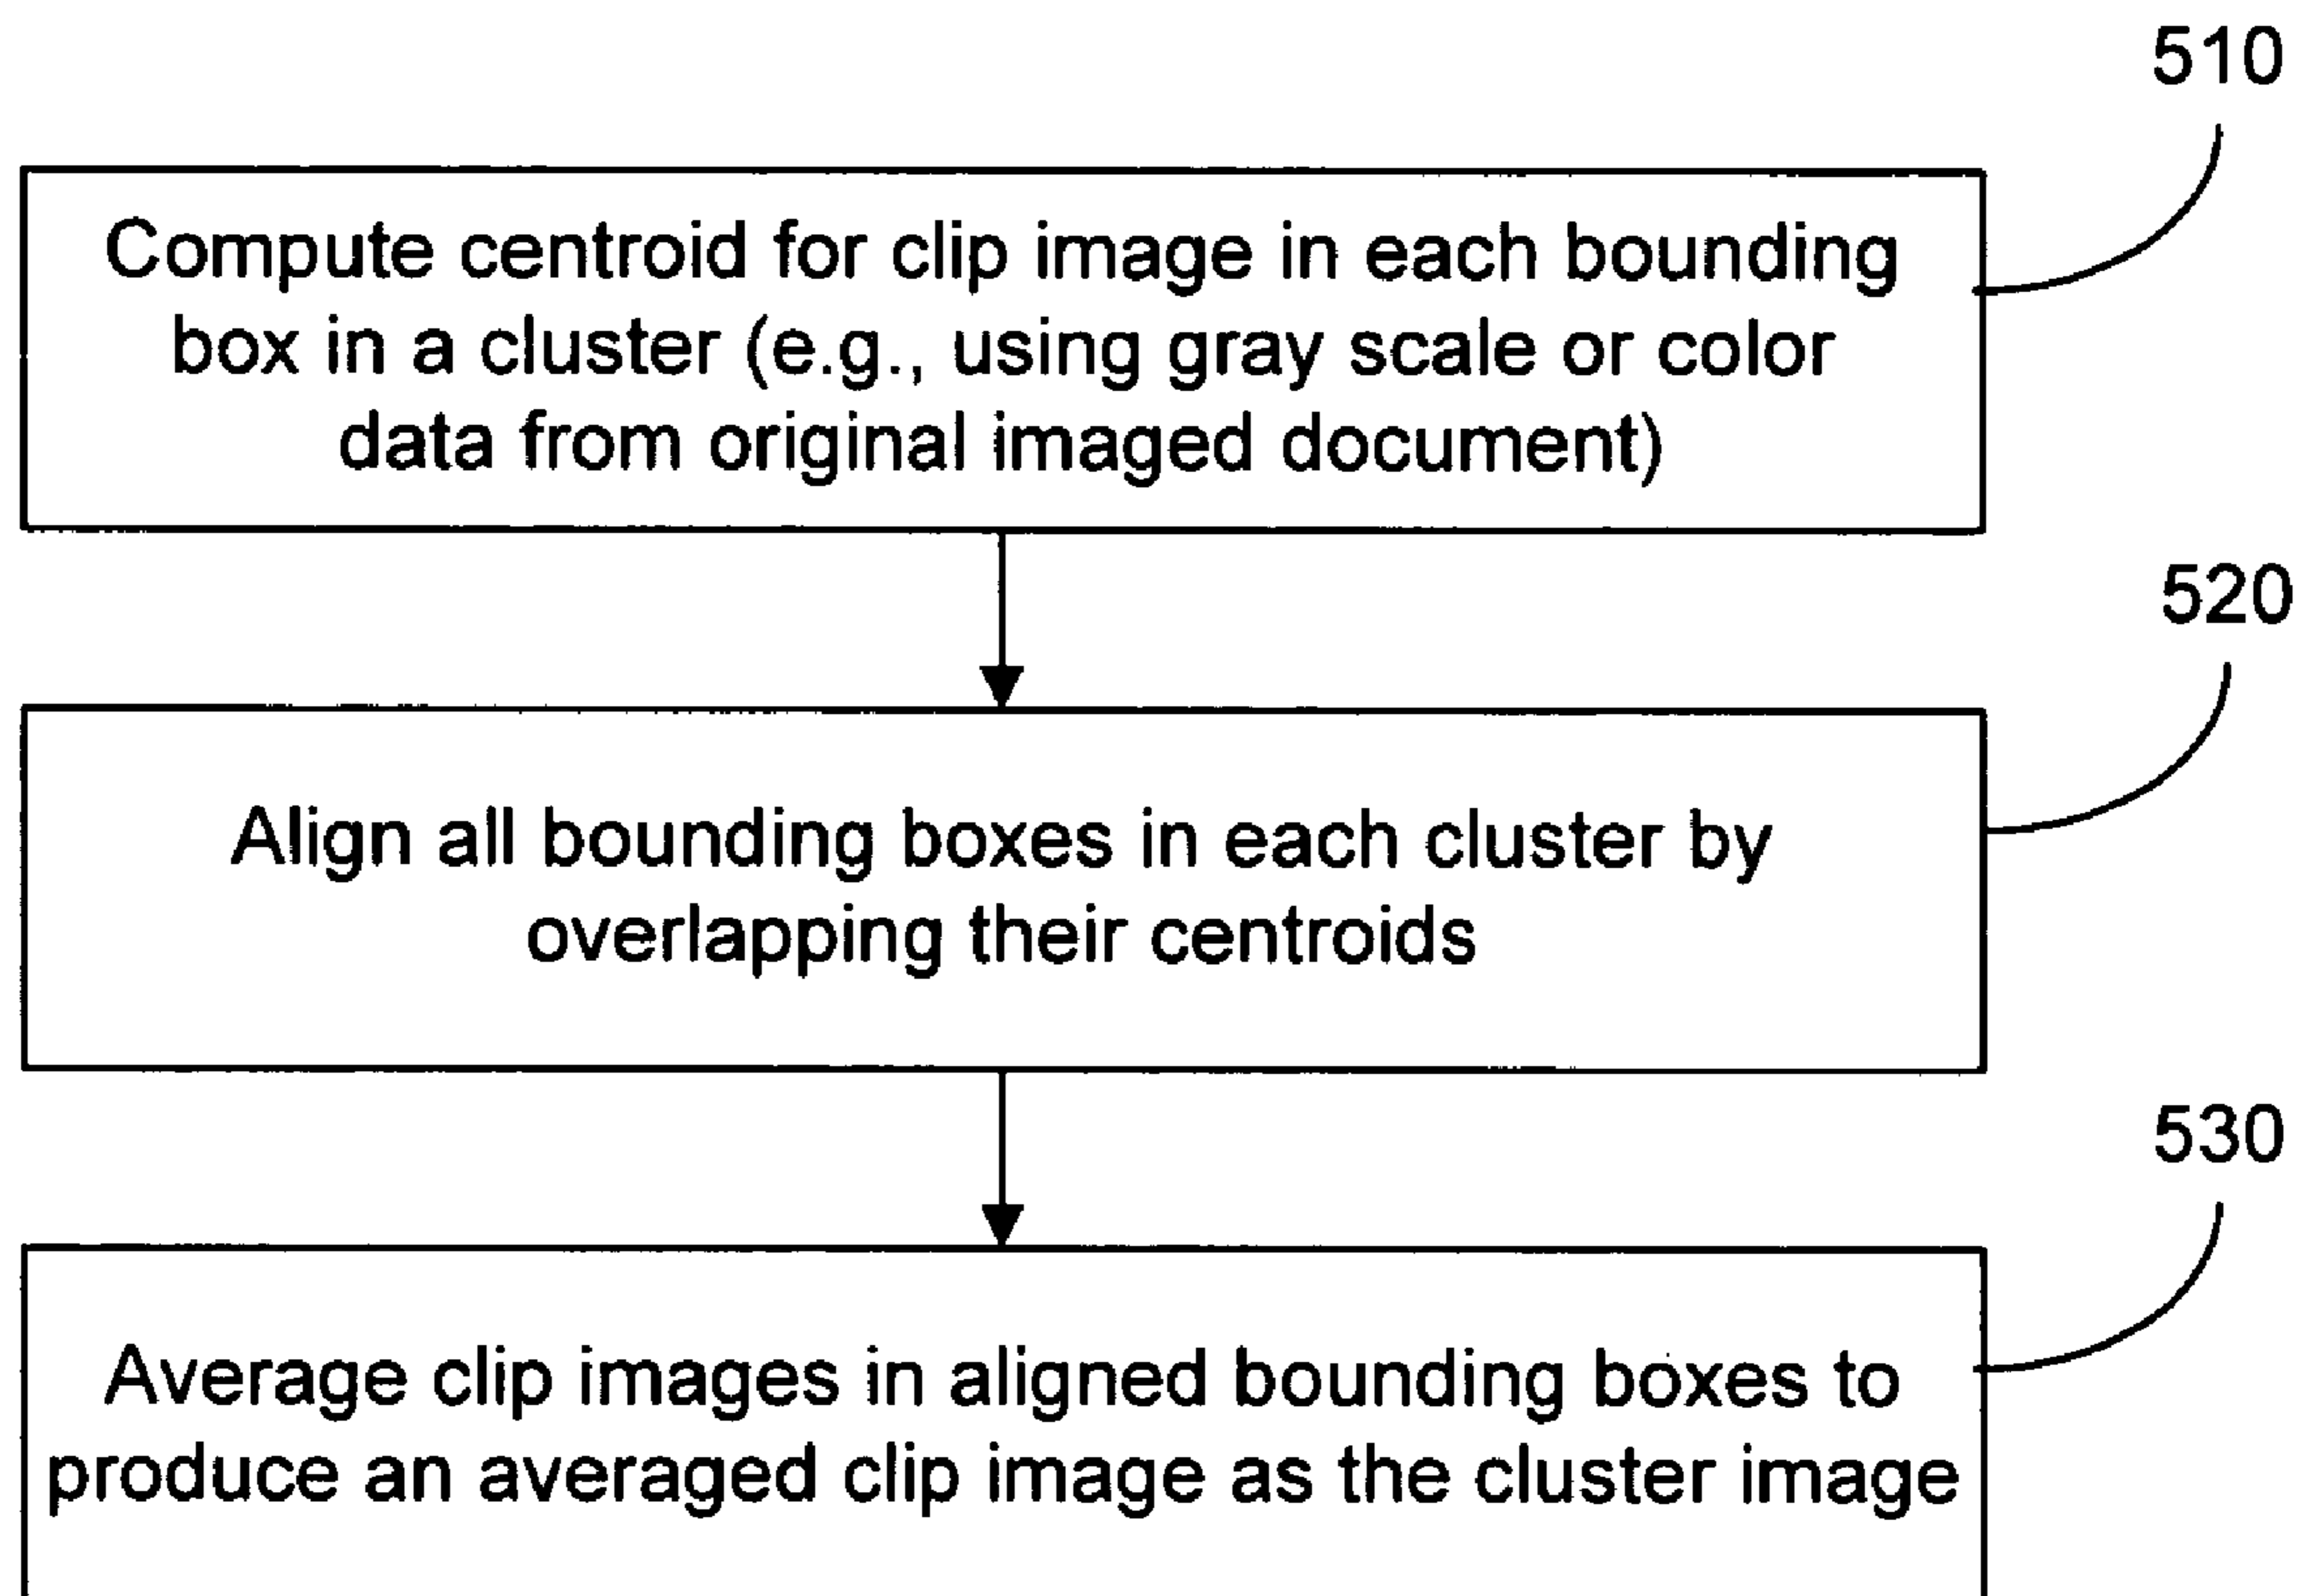 510
Compute centroid for clip image in each bounding
box in a cluster (e.g., using gray scale or color
data from original imaged document)
520
Align all bounding boxes in each cluster by
overlapping their centroids
530
Average clip images in aligned bounding boxes to
produce an averaged clip image as the cluster image